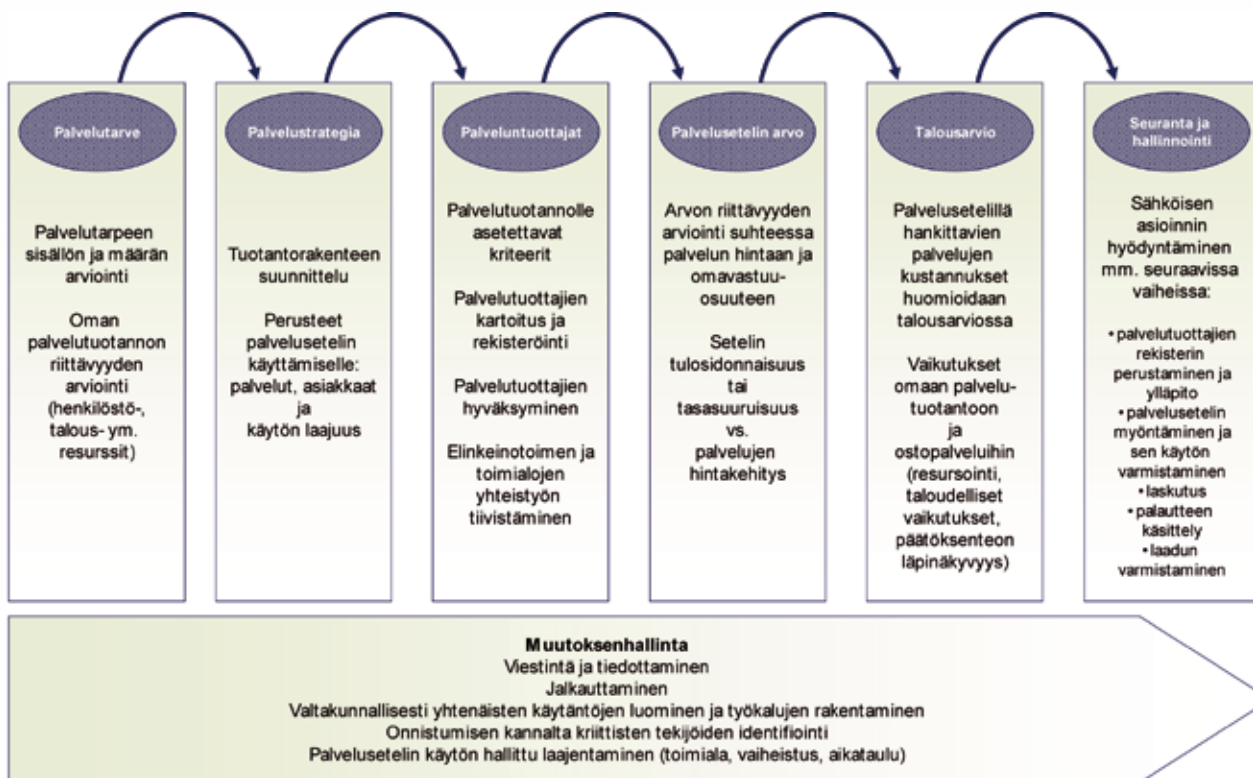 Palvelutarve
Palvelutarpeen
sisällön ja määrän
arviointi
Oman
palvelutuotannon
riittävyyden
arviointi
(henkilöstö-,
talous- ym.
resurssit)
Palvelustrategia
Tuotantorakenteen
suunnittelu
Perusteet
palvelusetelin
käyttämiselle:
palvelut, asiakkaat
ja
käytön laajuus
Palveluntuottajat
Palvelutuotannolle
asetettavat
kriteerit
Palvelutuottajien
kartoitus ja
rekisteröinti
Palvelutuottajien
hyväksyminen
Elinkeinotoimen ja
toimialojen
yhteistyön
tiivistäminen
Palvelusetelin arvo
Arvon riittävyyden
arviointi suhteessa
palvelun hintaan ja
omavastuu-
osuuteen
Setelin
tulosidonnaisuus
tai
tasasuuruisuus
vs.
palvelujen
hintakehitys
Talousarvio
Palvelusetelillä
hankittavien
palvelujen
kustannukset
huomioidaan
talousarviossa
Vaikutukset
omaan palvelu-
tuotantoon
ja
ostopalveluihin
(resursointi,
taloudelliset
vaikutukset,
päätöksenteon
läpinäkyvyys)
Seuranta ja
hallinnointi
Sähköisen
asioinnin
hyödyntäminen
mm. seuraavissa
vaiheissa:
• palvelutuottajien
rekisterin
perustaminen ja
ylläpito
• palvelusetelin
myöntäminen ja
sen käytön
varmistaminen
• laskutus
• palautteen
käsittely
• laadun
varmistaminen
Muutoksenhallinta
Viestintä ja tiedottaminen
Jalkauttaminen
Valtakunnallisesti yhtenäisten käytäntöjen luominen ja työkalujen rakentaminen
Onnistumisen kannalta kriittisten tekijöiden identifiointi
Palvelusetelin käytön hallittu laajentaminen (toimiala, vaiheistus, aikataulu)